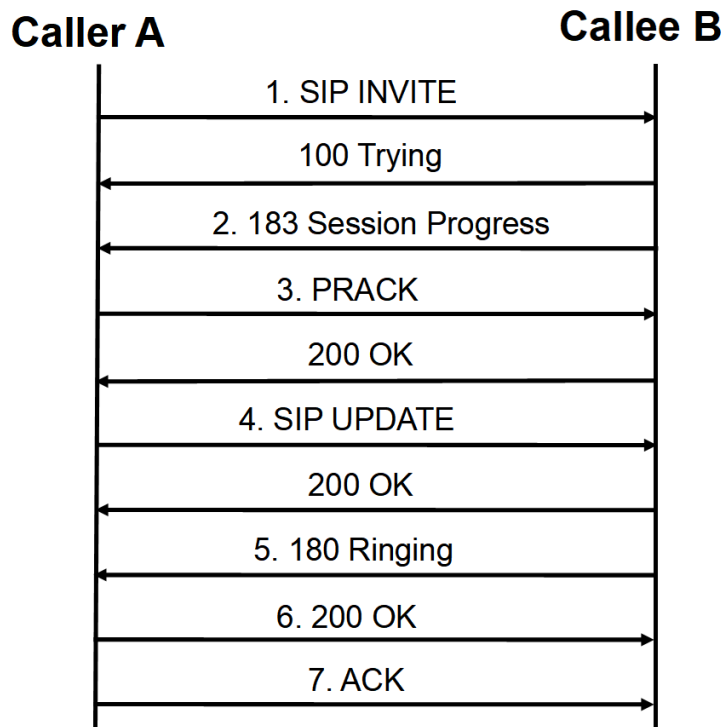 Caller A
Callee B
1. SIP INVITE
100 Trying
2. 183 Session Progress
3. PRACK
200 OK
4. SIP UPDATE
200 OK
5. 180 Ringing
6. 200 OK
7. ACK